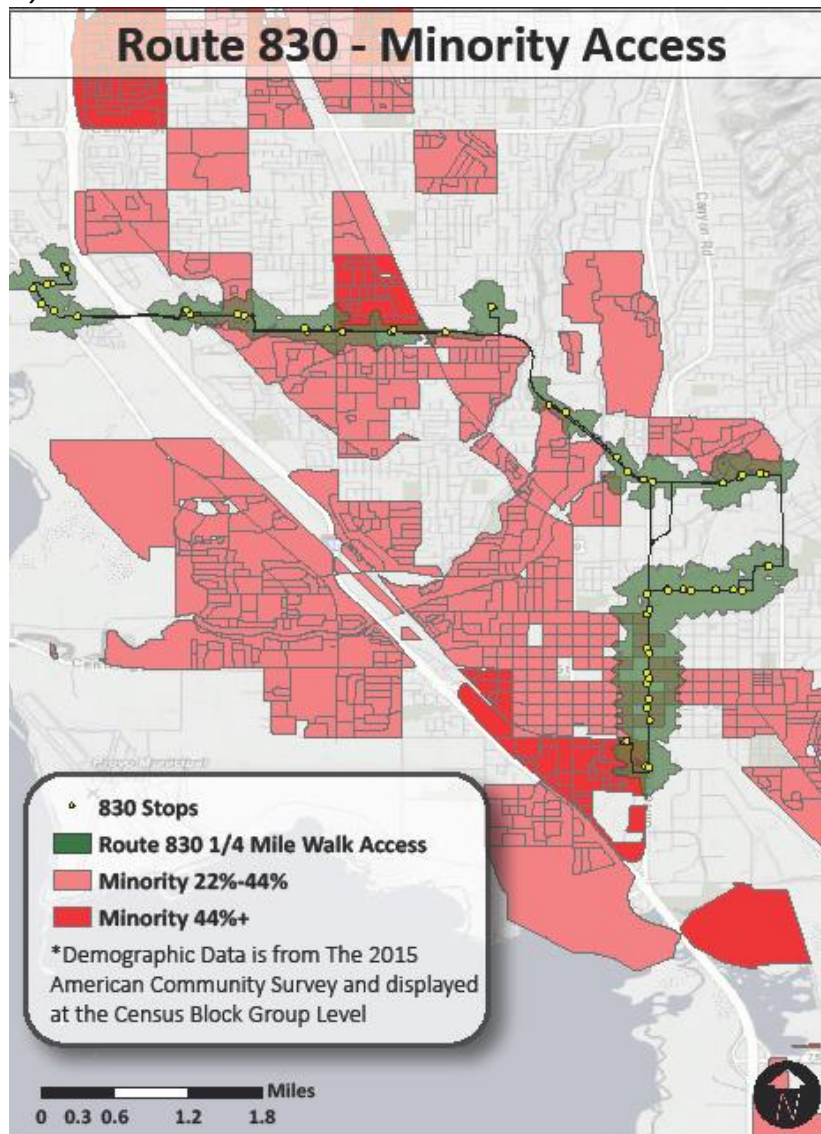 Route 830 - Minority Access
Canyon Rd
830 Stops
Route 830 1/4 Mile Walk Access
Minority 22%-44%
Minority 44%+
*Demographic Data is from The 2015
American Community Survey and displayed
at the Census Block Group Level
Miles
0 0.3 0.6 1.2 1.8
N